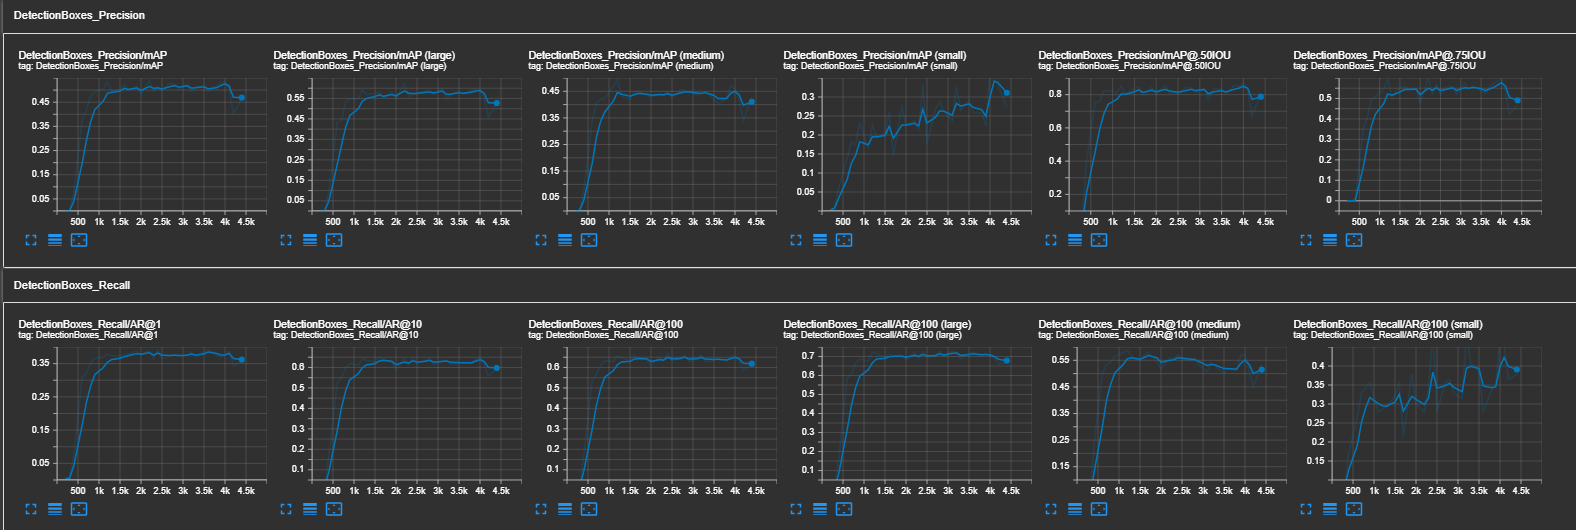 DetectionBoxes_Precision
DetectionBoxes_Precision/mAP
tag: DetectionBoxes_Precision/mAP
0.45
0.35
0.25
0.15
0.05
500 1k 1.5k 2k 2.5k 3k 3.5k 4k 4.5k
DetectionBoxes_Precision/mAP (large)
tag: DetectionBoxes_Precision/mAP (large)
0.55
0.45
0.35
0.25
0.15
0.05
500 1k 1.5k 2k 2.5k 3k 3.5k 4k 4.5k
DetectionBoxes_Precision/mAP (medium)
tag: DetectionBoxes_Precision/mAP (medium)
0.45
0.35
0.25
0.15
0.05
500 1k 1.5k 2k 2.5k 3k 3.5k 4k 4.5k
DetectionBoxes_Precision/mAP (small)
tag: DetectionBoxes_Precision/mAP (small)
0.3
0.25
0.2
0.15
0.1
0.05
500 1k 1.5k 2k 2.5k 3k 3.5k 4k 4.5k
DetectionBoxes_Precision/mAP@.50IOU
tag: DetectionBoxes_Precision/mAP@.50IOU
0.8
0.6
0.4
0.2
500 1k 1.5k 2k 2.5k 3k 3.5k 4k 4.5k
DetectionBoxes_Precision/mAP@.75IOU
tag: DetectionBoxes_Precision/mAP@.75IOU
0.5
0.4
0.3
0.2
0.1
0
500 1k 1.5k 2k 2.5k 3k 3.5k 4k 4.5k
DetectionBoxes_Recall
DetectionBoxes_Recall/AR@1
tag: DetectionBoxes_Recall/AR@1
0.35
0.25
0.15
0.05
500 1k 1.5k 2k 2.5k 3k 3.5k 4k 4.5k
DetectionBoxes_Recall/AR@10
tag: DetectionBoxes_Recall/AR@10
0.6
0.5
0.4
0.3
0.2
0.1
500 1k 1.5k 2k 2.5k 3k 3.5k 4k 4.5k
DetectionBoxes_Recall/AR@100
tag: DetectionBoxes_Recall/AR@100
0.6
0.5
0.4
0.3
0.2
0.1
500 1k 1.5k 2k 2.5k 3k 3.5k 4k 4.5k
DetectionBoxes_Recall/AR@100 (large)
tag: DetectionBoxes_Recall/AR@100 (large)
0.7
0.6
0.5
0.4
0.3
0.2
0.1
500 1k 1.5k 2k 2.5k 3k 3.5k 4k 4.5k
DetectionBoxes_Recall/AR@100 (medium)
tag: DetectionBoxes_Recall/AR@100 (medium)
0.55
0.45
0.35
0.25
0.15
500 1k 1.5k 2k 2.5k 3k 3.5k 4k 4.5k
DetectionBoxes_Recall/AR@100 (small)
tag: DetectionBoxes_Recall/AR@100 (small)
0.4
0.35
0.3
0.2
0.15
500 1k 1.5k 2k 2.5k 3k 3.5k 4k 4.5k